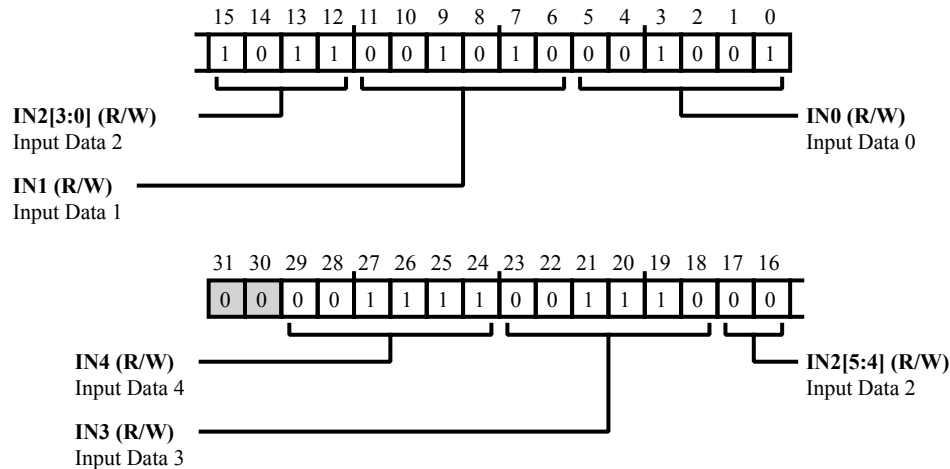 15 14 13 12 11 10 9 8 7 6 5 4 3 2 1 0
1 0 1 1 0 0 1 0 1 0 0 0 1 0 0 1
IN2[3:0] (R/W)
Input Data 2
IN0 (R/W)
Input Data 0
IN1 (R/W)
Input Data 1
31 30 29 28 27 26 25 24 23 22 21 20 19 18 17 16
0 0 0 0 1 1 1 1 0 0 1 1 1 0 0 0
IN4 (R/W)
Input Data 4
IN2[5:4] (R/W)
Input Data 2
IN3 (R/W)
Input Data 3